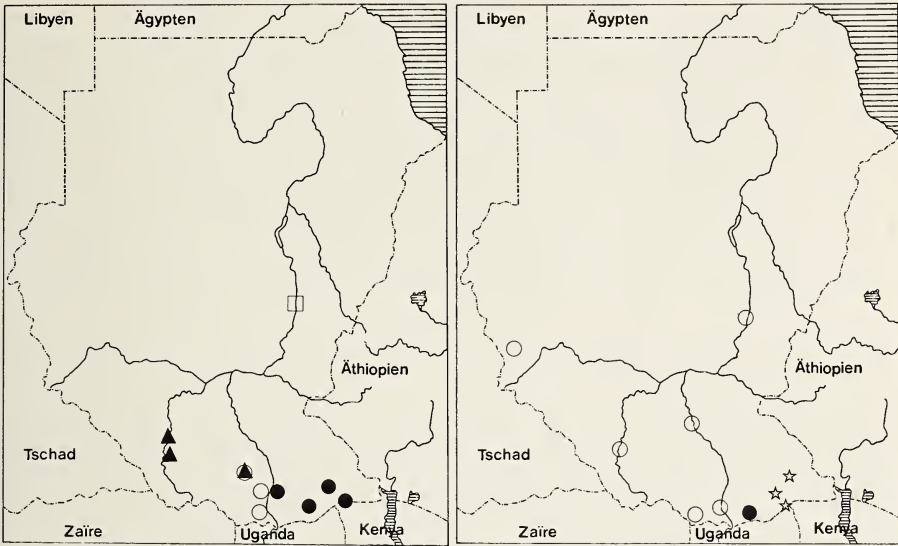 Libyen
Ägypten
Äthiopien
Tschad
Zaïre
Uganda
Kenya
Libyen
Ägypten
Äthiopien
Tschad
Zaïre
Uganda
Kenya